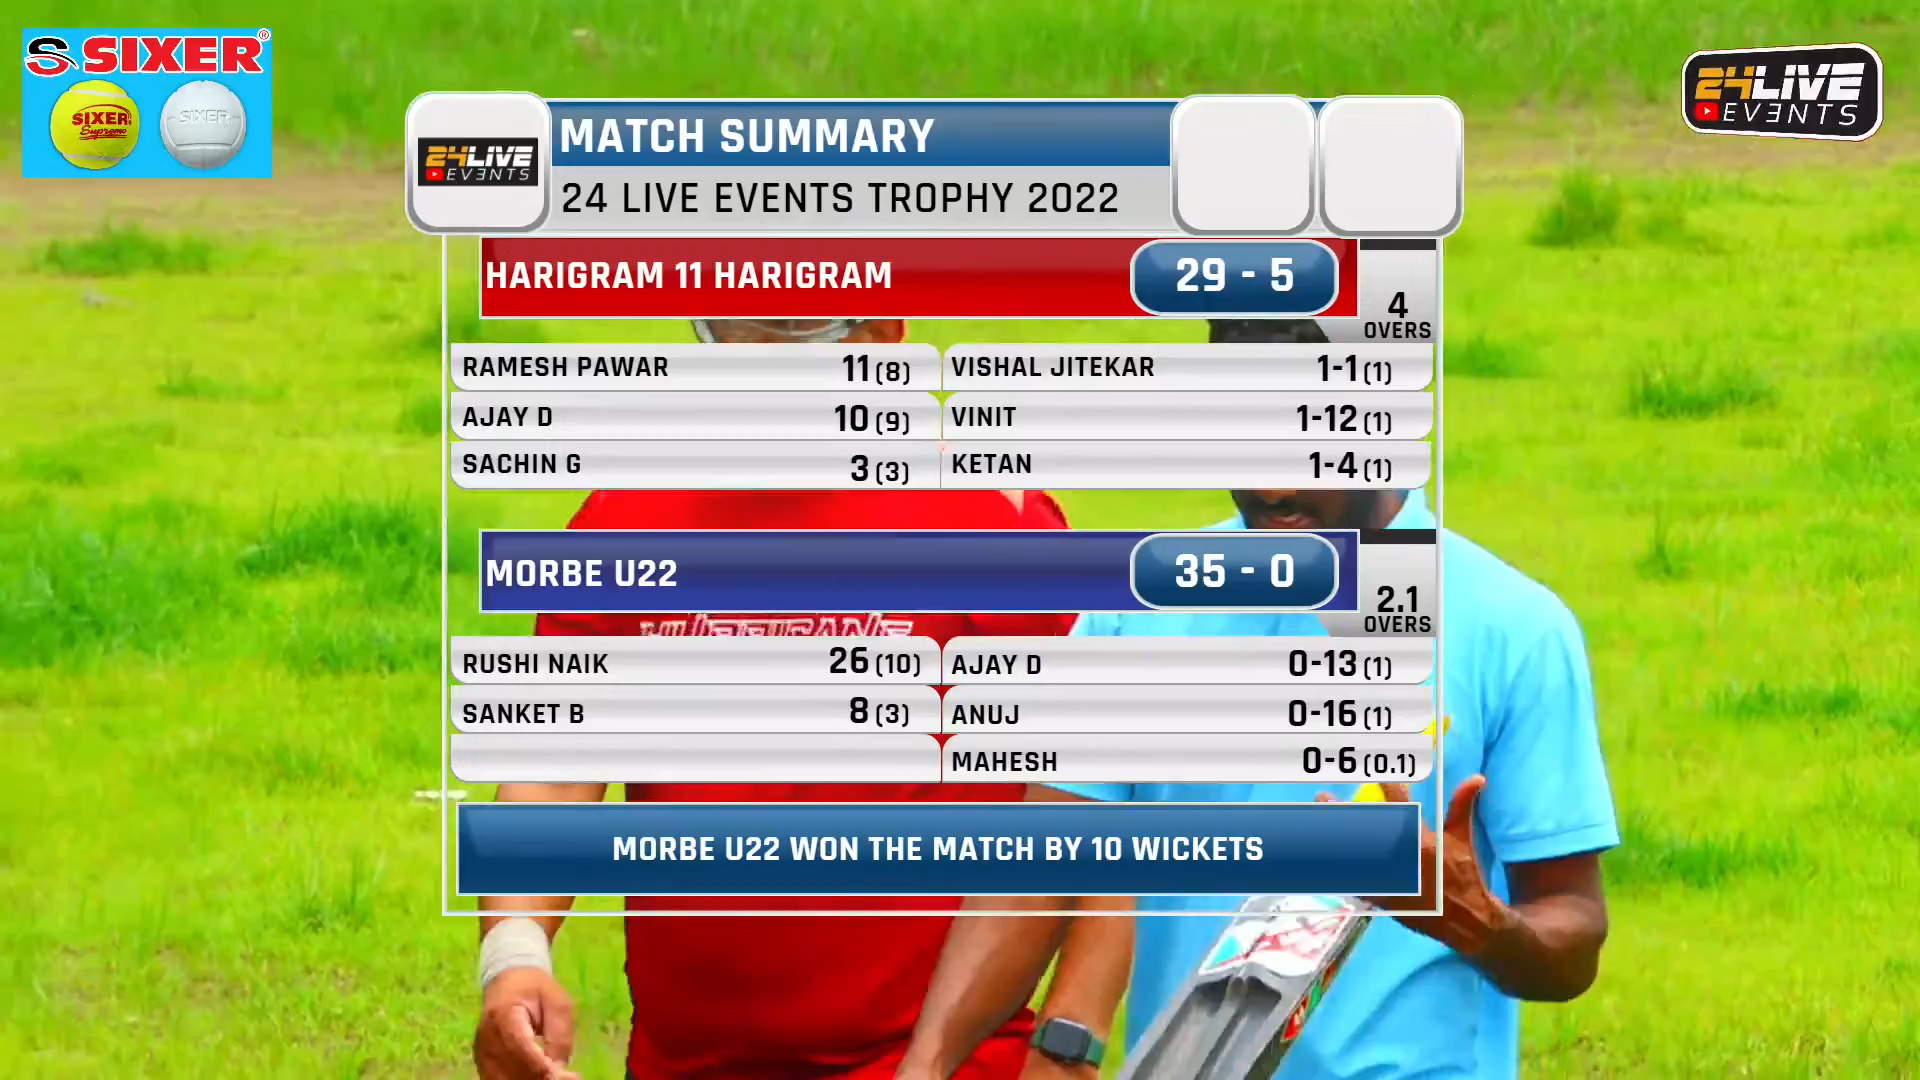 SIXER®
SIXER
Supremo
SIXER
24LIVE
EVENTS
24LIVE
EVENTS
MATCH SUMMARY
24 LIVE EVENTS TROPHY 2022
HARIGRAM 11 HARIGRAM 29 - 5
4
OVERS
RAMESH PAWAR 11 (8) VISHAL JITEKAR 1-1 (1)
AJAY D 10 (9) VINIT 1-12 (1)
SACHIN G 3 (3) KETAN 1-4 (1)
MORBE U22 35 - 0
2.1
OVERS
RUSHI NAIK 26 (10) AJAY D 0-13 (1)
SANKET B 8 (3) ANUJ 0-16 (1)
MAHESH 0-6 (0.1)
MORBE U22 WON THE MATCH BY 10 WICKETS